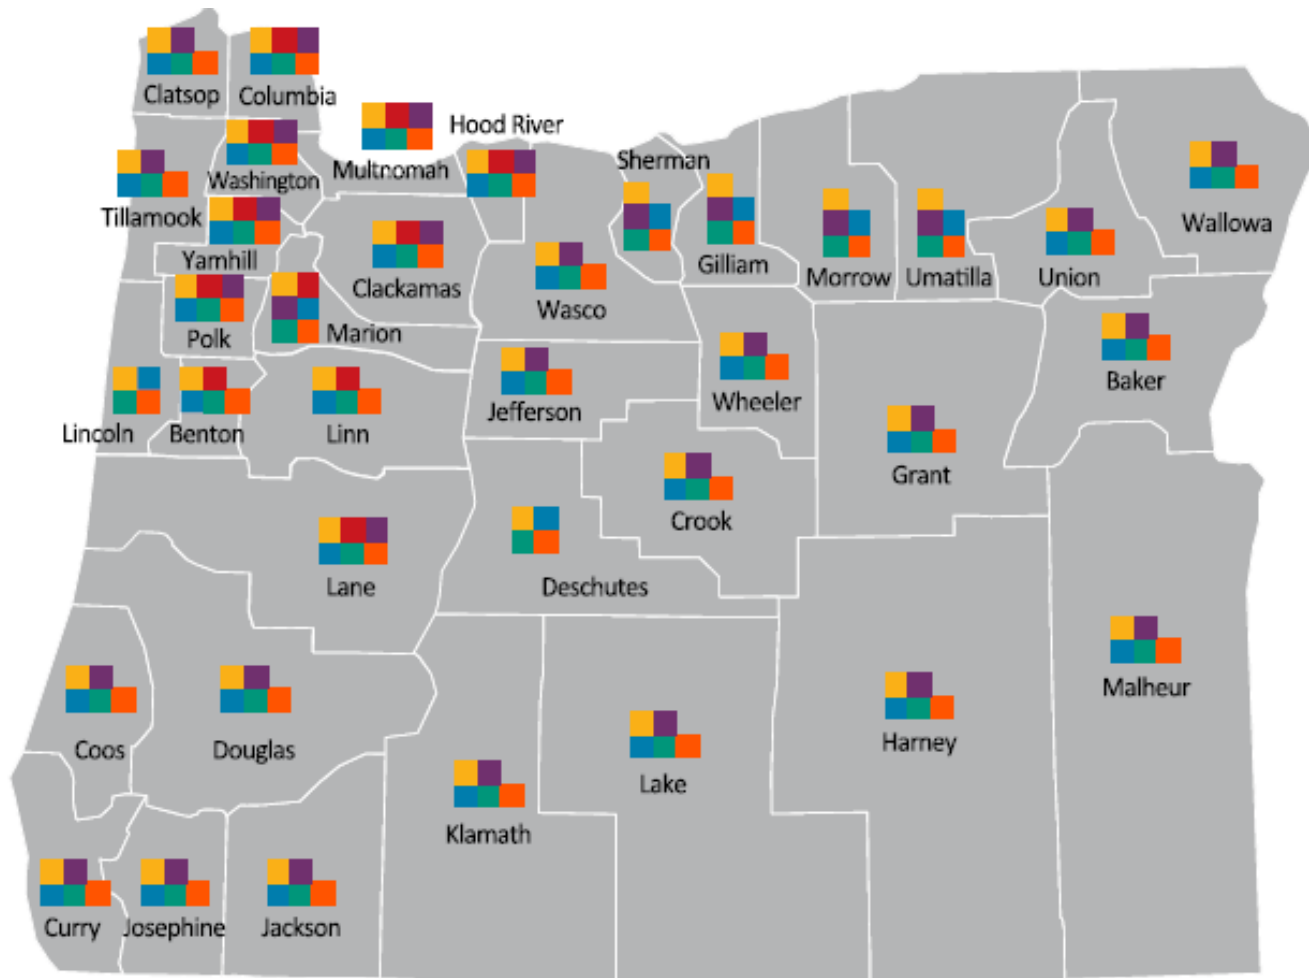 Clatsop
Columbia
Hood River
Multnomah
Sherman
Washington
Tillamook
Wallowa
Yamhill
Gilliam
Morrow
Umatilla
Union
Clackamas
Wasco
Polk
Marion
Baker
Jefferson
Wheeler
Lincoln
Benton
Linn
Grant
Crook
Lane
Deschutes
Malheur
Coos
Douglas
Harney
Lake
Klamath
Curry
Josephine
Jackson